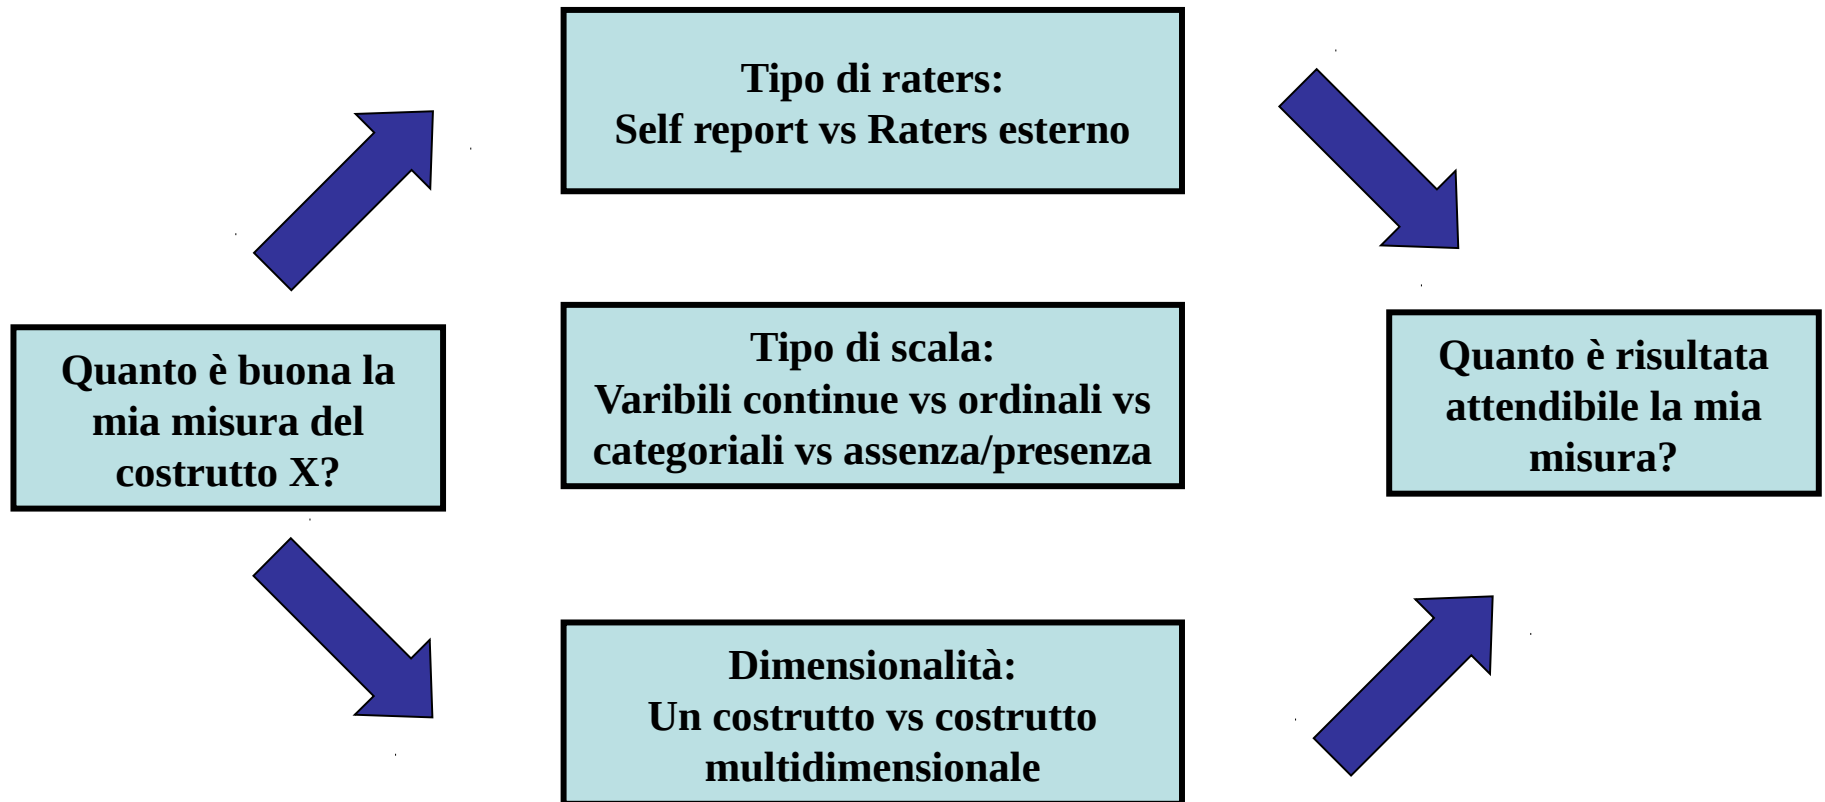 Tipo di raters:
Self report vs Raters esterno
Quanto è buona la
mia misura del
costrutto X?
Tipo di scala:
Varibili continue vs ordinali vs
categoriali vs assenza/presenza
Quanto è risultata
attendibile la mia
misura?
Dimensionalità:
Un costrutto vs costrutto
multidimensionale